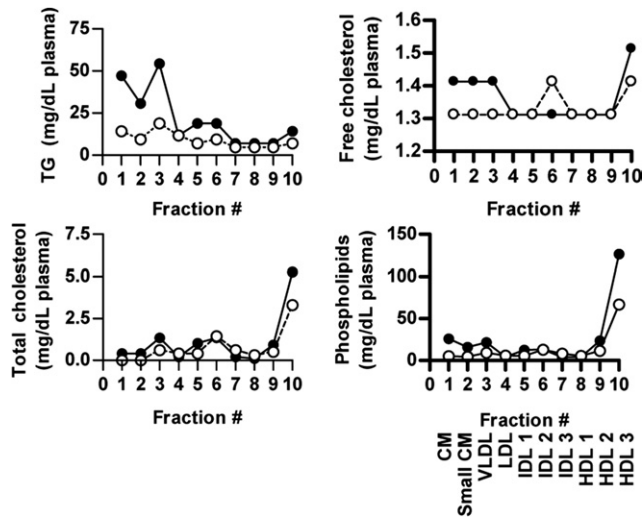 TG (mg/dL plasma)
75
50
25
0
0 1 2 3 4 5 6 7 8 9 10
Fraction #
Free cholesterol
(mg/dL plasma)
1.6
1.5
1.4
1.3
1.2
0 1 2 3 4 5 6 7 8 9 10
Fraction #
Total cholesterol
(mg/dL plasma)
7.5
5.0
2.5
0.0
0 1 2 3 4 5 6 7 8 9 10
Fraction #
Phospholipids
(mg/dL plasma)
150
100
50
0
0 1 2 3 4 5 6 7 8 9 10
Fraction #
CM
Small CM
VLDL
LDL
IDL 1
IDL 2
IDL 3
HDL 1
HDL 2
HDL 3